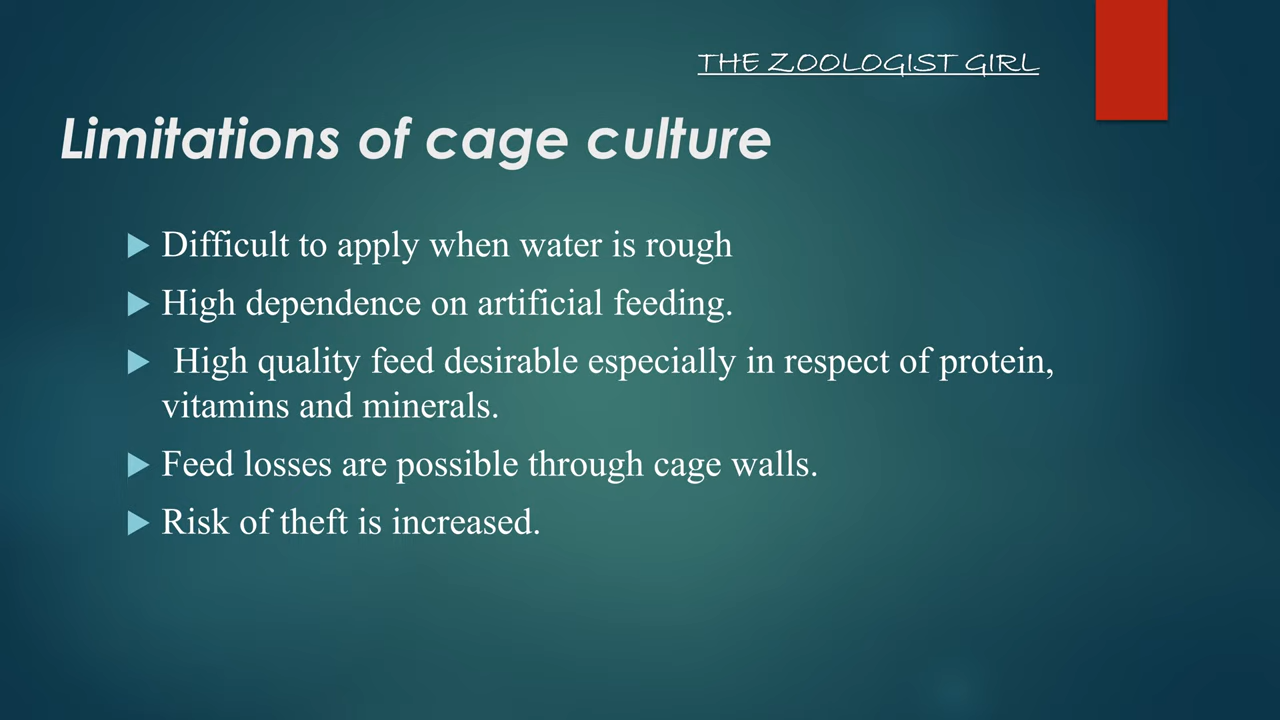 THE ZOOLOGIST GIRL
Limitations of cage culture
Difficult to apply when water is rough
High dependence on artificial feeding.
High quality feed desirable especially in respect of protein,
vitamins and minerals.
Feed losses are possible through cage walls.
Risk of theft is increased.